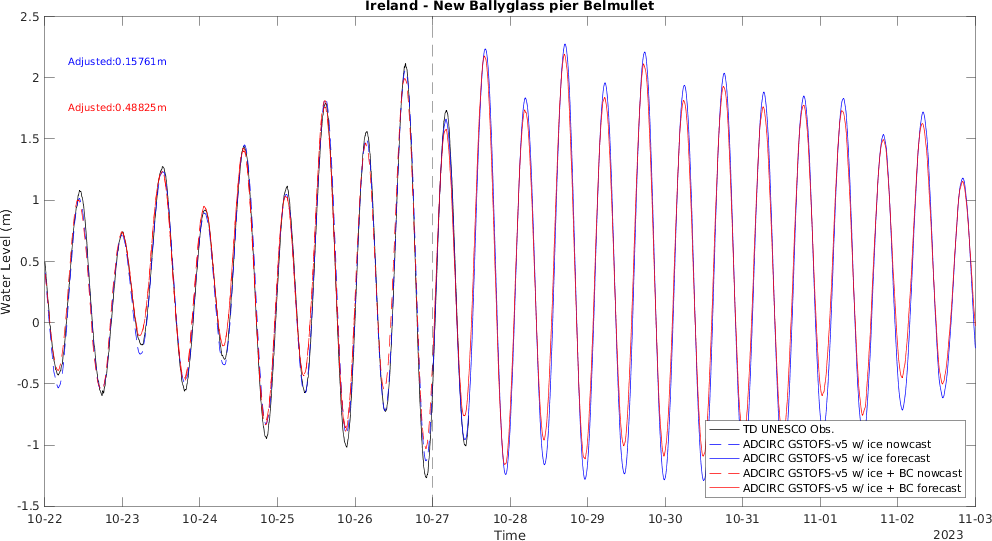 Ireland - New Ballyglass pier Belmullet
2.5
2
1.5
1
0.5
0
-0.5
-1
-1.5
Water Level (m)
Adjusted:0.15761m
Adjusted:0.48825m
TD UNESCO Obs.
ADCIRC GSTOFS-v5 w/ ice nowcast
ADCIRC GSTOFS-v5 w/ ice forecast
ADCIRC GSTOFS-v5 w/ ice + BC nowcast
ADCIRC GSTOFS-v5 w/ ice + BC forecast
10-22 10-23 10-24 10-25 10-26 10-27 10-28 10-29 10-30 10-31 11-01 11-02 11-03
Time
2023